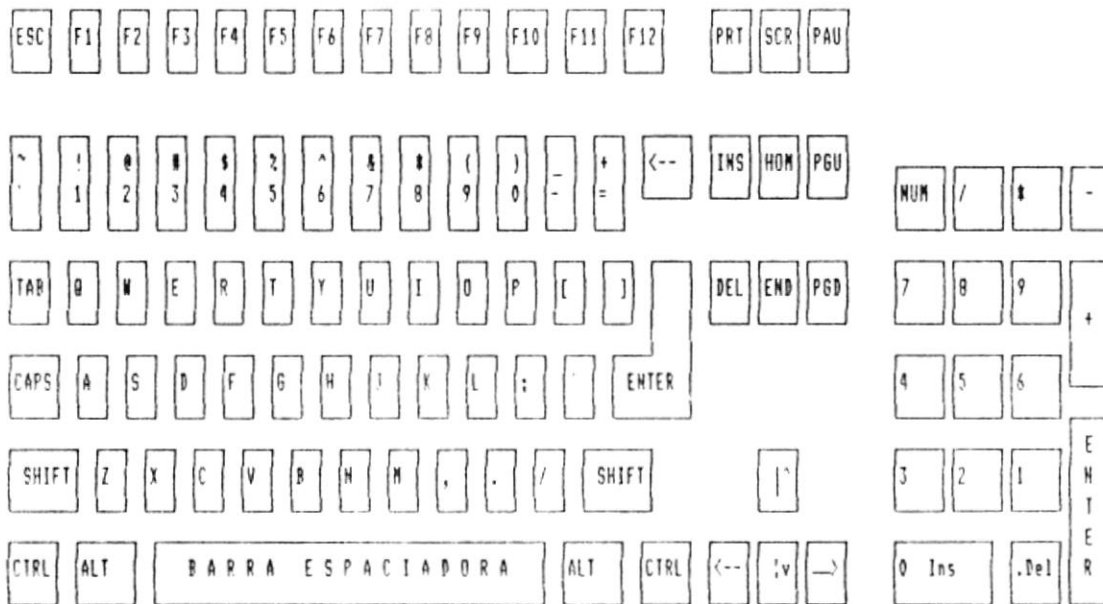 ESC F1 F2 F3 F4 F5 F6 F7 F8 F9 F10 F11 F12 PRT SCR PAU
~ ! @ # $ % ^ & * ( ) _ + <-- INS HOM PGU
` 1 2 3 4 5 6 7 8 9 0 - = NUM / * -
TAB Q W E R T Y U I O P [ ] DEL END PGD 7 8 9
+
CAPS A S D F G H J K L ; ' ENTER 4 5 6
SHIFT Z X C V B N M , . / SHIFT |^ 3 2 1
CTRL ALT BARRA ESPACIADORA ALT CTRL <-- ¦v —> 0 Ins .Del ENTER